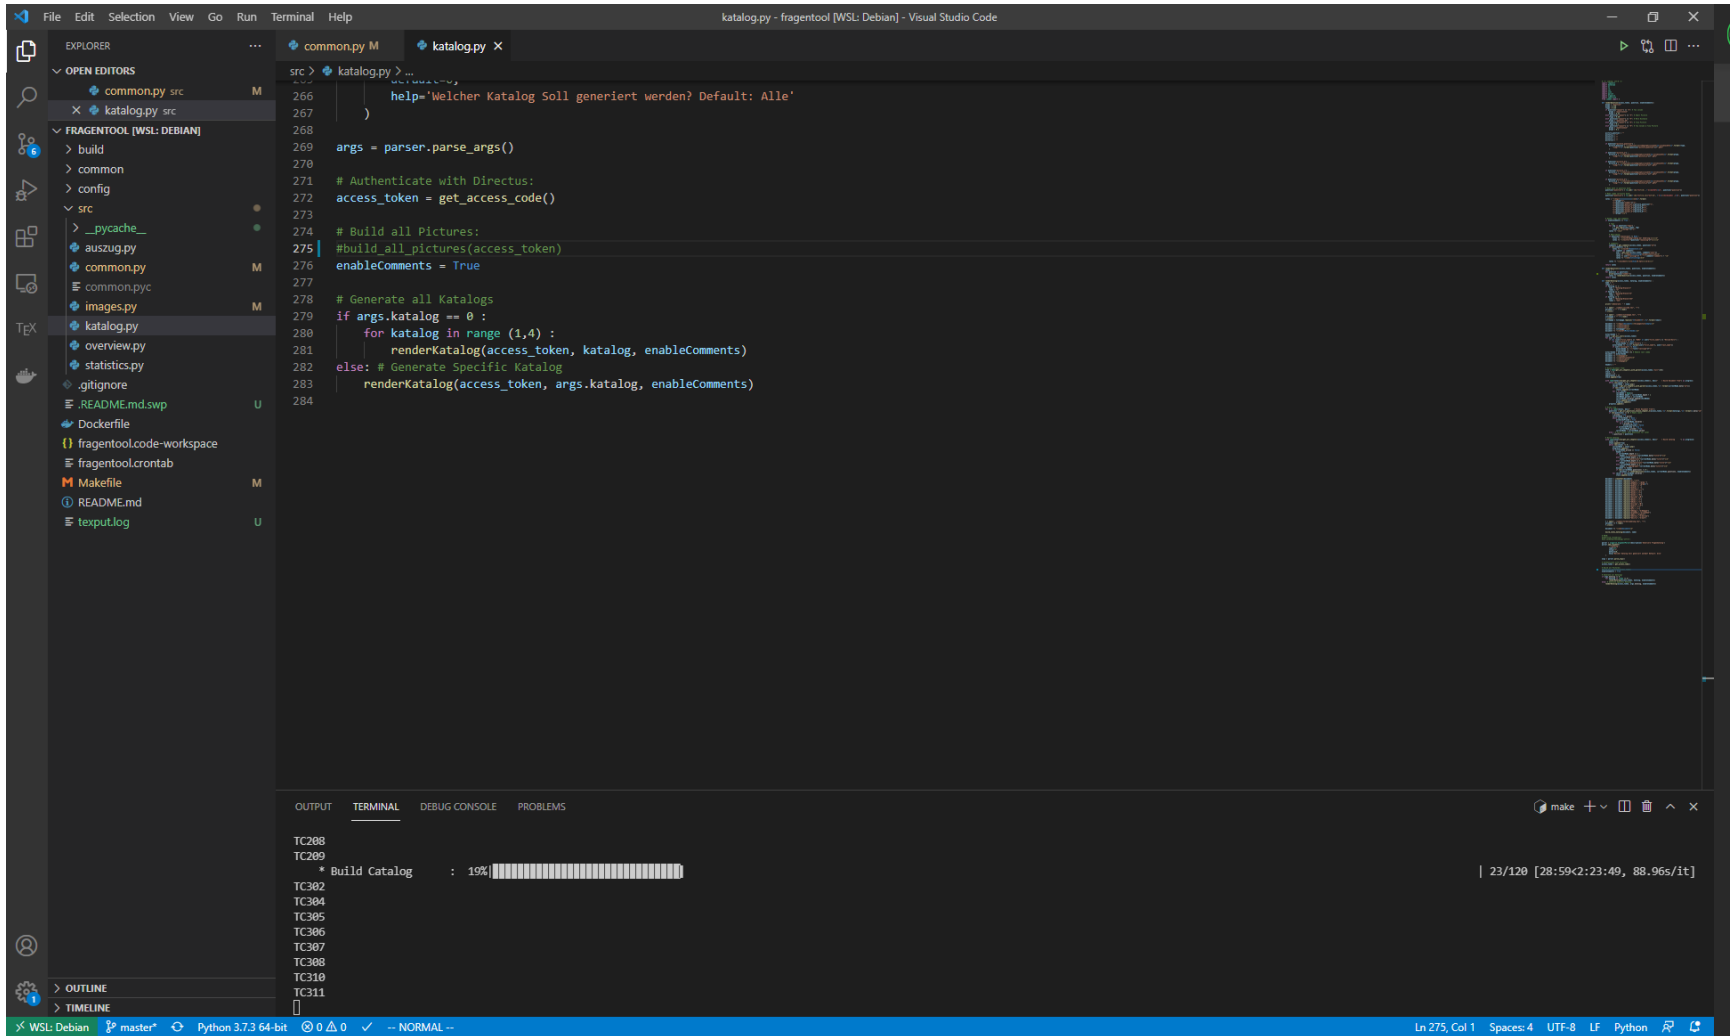 File Edit Selection View Go Run Terminal Help
katalog.py - fragentool [WSL: Debian] - Visual Studio Code
EXPLORER
OPEN EDITORS
common.py src M
katalog.py src
FRAGENTOOL [WSL: DEBIAN]
build
common
config
src
__pycache__
auszug.py
common.py M
common.pyc
images.py M
katalog.py
overview.py
statistics.py
.gitignore
.README.md.swp U
Dockerfile
fragentool.code-workspace
fragentool.crontab
Makefile M
README.md
texput.log U
OUTLINE
TIMELINE
6
TEX
1
common.py M
katalog.py
src > katalog.py > ...
266 help='Welcher Katalog Soll generiert werden? Default: Alle'
267 )
268
269 args = parser.parse_args()
270
271 # Authenticate with Directus:
272 access_token = get_access_code()
273
274 # Build all Pictures:
275 #build_all_pictures(access_token)
276 enableComments = True
277
278 # Generate all Katalogs
279 if args.katalog == 0 :
280 for katalog in range (1,4) :
281 renderKatalog(access_token, katalog, enableComments)
282 else: # Generate Specific Katalog
283 renderKatalog(access_token, args.katalog, enableComments)
284
OUTPUT TERMINAL DEBUG CONSOLE PROBLEMS
make
TC208
TC209
* Build Catalog : 19%| | 23/120 [28:59<2:23:49, 88.96s/it]
TC302
TC304
TC305
TC306
TC307
TC308
TC310
TC311
WSL: Debian master* Python 3.7.3 64-bit 0 0 -- NORMAL --
Ln 275, Col 1 Spaces: 4 UTF-8 LF Python